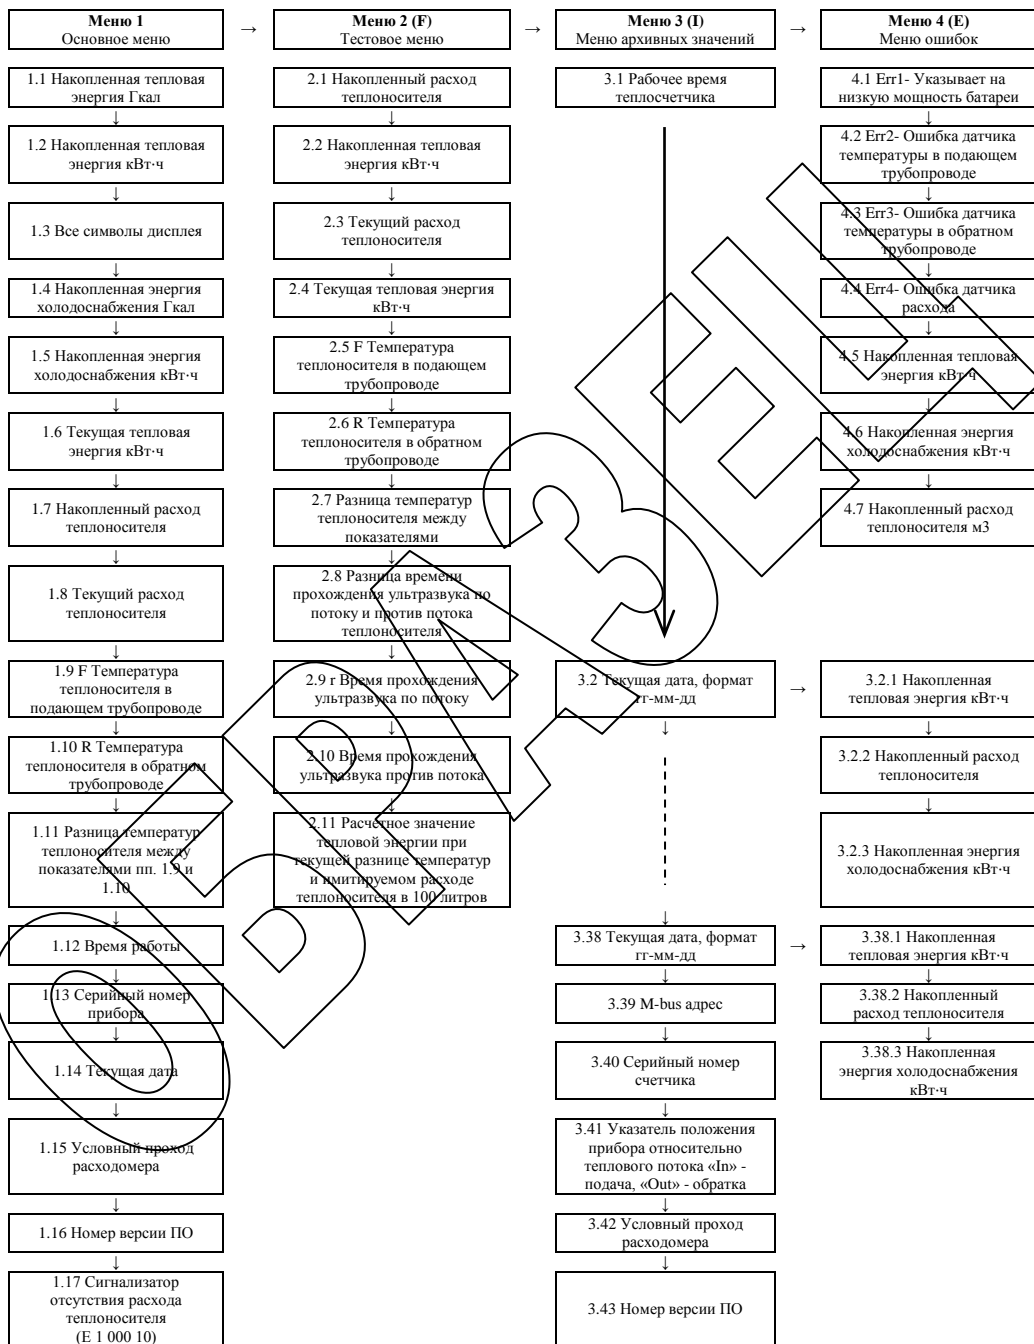 Меню 1
Основное меню
→
Меню 2 (F)
Тестовое меню
→
Меню 3 (I)
Меню архивных значений
→
Меню 4 (E)
Меню ошибок
1.1 Накопленная тепловая
энергия Гкал
1.2 Накопленная тепловая
энергия кВт·ч
1.3 Все символы дисплея
1.4 Накопленная энергия
холодоснабжения Гкал
1.5 Накопленная энергия
холодоснабжения кВт·ч
1.6 Текущая тепловая
энергия кВт·ч
1.7 Накопленный расход
теплоносителя
1.8 Текущий расход
теплоносителя
1.9 F Температура
теплоносителя в
подающем трубопроводе
1.10 R Температура
теплоносителя в обратном
трубопроводе
1.11 Разница температур
теплоносителя между
показателями пп. 1.9 и
1.10
1.12 Время работы
1.13 Серийный номер
прибора
1.14 Текущая дата
1.15 Условный проход
расходомера
1.16 Номер версии ПО
1.17 Сигнализатор
отсутствия расхода
теплоносителя
(E 1 000 10)
2.1 Накопленный расход
теплоносителя
2.2 Накопленная тепловая
энергия кВт·ч
2.3 Текущий расход
теплоносителя
2.4 Текущая тепловая энергия
кВт·ч
2.5 F Температура
теплоносителя в подающем
трубопроводе
2.6 R Температура
теплоносителя в обратном
трубопроводе
2.7 Разница температур
теплоносителя между
показателями
2.8 Разница времени
прохождения ультразвука по
потоку и против потока
теплоносителя
2.9 r Время прохождения
ультразвука по потоку
2.10 Время прохождения
ультразвука против потока
2.11 Расчетное значение
тепловой энергии при
текущей разнице температур
и имитируемом расходе
теплоносителя в 100 литров
3.1 Рабочее время
теплосчетчика
3.2 Текущая дата, формат
гг-мм-дд
3.38 Текущая дата, формат
гг-мм-дд
3.39 M-bus адрес
3.40 Серийный номер
счетчика
3.41 Указатель положения
прибора относительно
теплового потока «In» -
подача, «Out» - обратка
3.42 Условный проход
расходомера
3.43 Номер версии ПО
4.1 Err1- Указывает на
низкую мощность батареи
4.2 Err2- Ошибка датчика
температуры в подающем
трубопроводе
4.3 Err3- Ошибка датчика
температуры в обратном
трубопроводе
4.4 Err4- Ошибка датчика
расхода
4.5 Накопленная тепловая
энергия кВт·ч
4.6 Накопленная энергия
холодоснабжения кВт·ч
4.7 Накопленный расход
теплоносителя м3
3.2.1 Накопленная
тепловая энергия кВт·ч
3.2.2 Накопленный расход
теплоносителя
3.2.3 Накопленная энергия
холодоснабжения кВт·ч
3.38.1 Накопленная
тепловая энергия кВт·ч
3.38.2 Накопленный
расход теплоносителя
3.38.3 Накопленная
энергия холодоснабжения
кВт·ч
ОБРАЗЕЦ